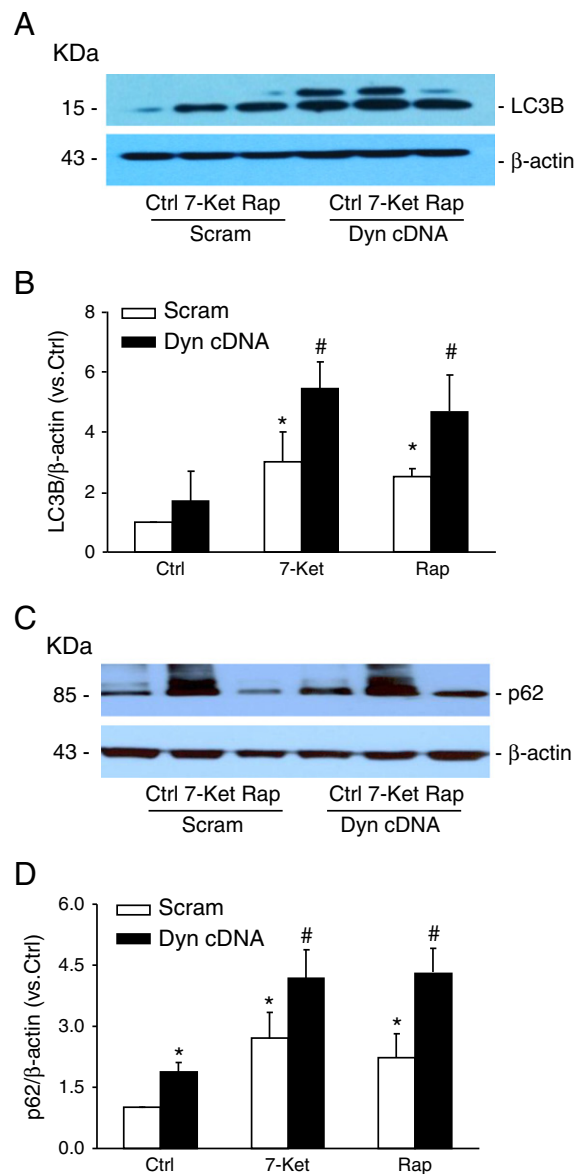 A
KDa
15 -
- LC3B
43 -
- β-actin
Ctrl 7-Ket Rap
Ctrl 7-Ket Rap
Scram
Dyn cDNA
B
LC3B/β-actin (vs.Ctrl)
8
6
4
2
0
Scram
Dyn cDNA
*
#
*
#
Ctrl
7-Ket
Rap
C
KDa
85 -
- p62
43 -
- β-actin
Ctrl 7-Ket Rap
Ctrl 7-Ket Rap
Scram
Dyn cDNA
D
p62/β-actin (vs.Ctrl)
6.0
4.5
3.0
1.5
0.0
Scram
Dyn cDNA
*
*
#
*
#
Ctrl
7-Ket
Rap